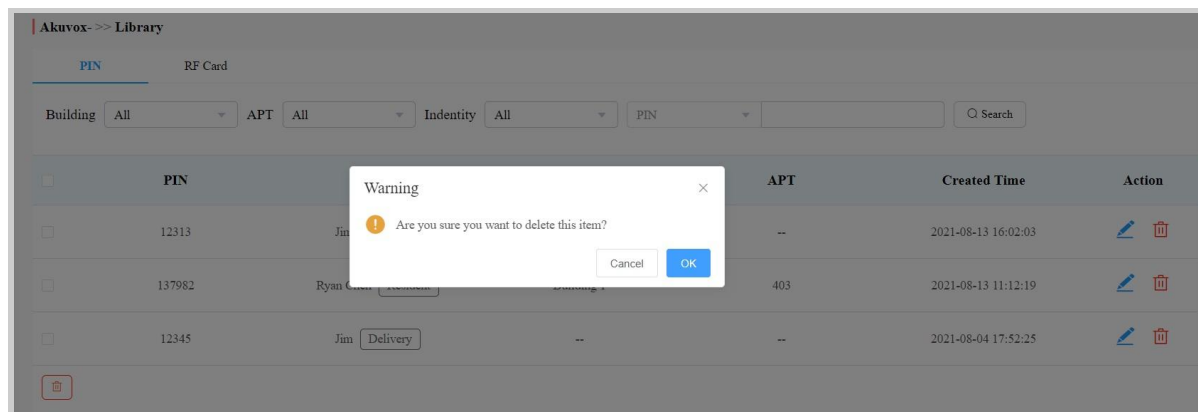 Akuvox- >> Library
PIN RF Card
Building All APT All Indentity All PIN Search
PIN APT Created Time Action
Warning
Are you sure you want to delete this item?
Cancel OK
12313 -- 2021-08-13 16:02:03
137982 Ryan 403 2021-08-13 11:12:19
12345 Jim Delivery -- -- 2021-08-04 17:52:25